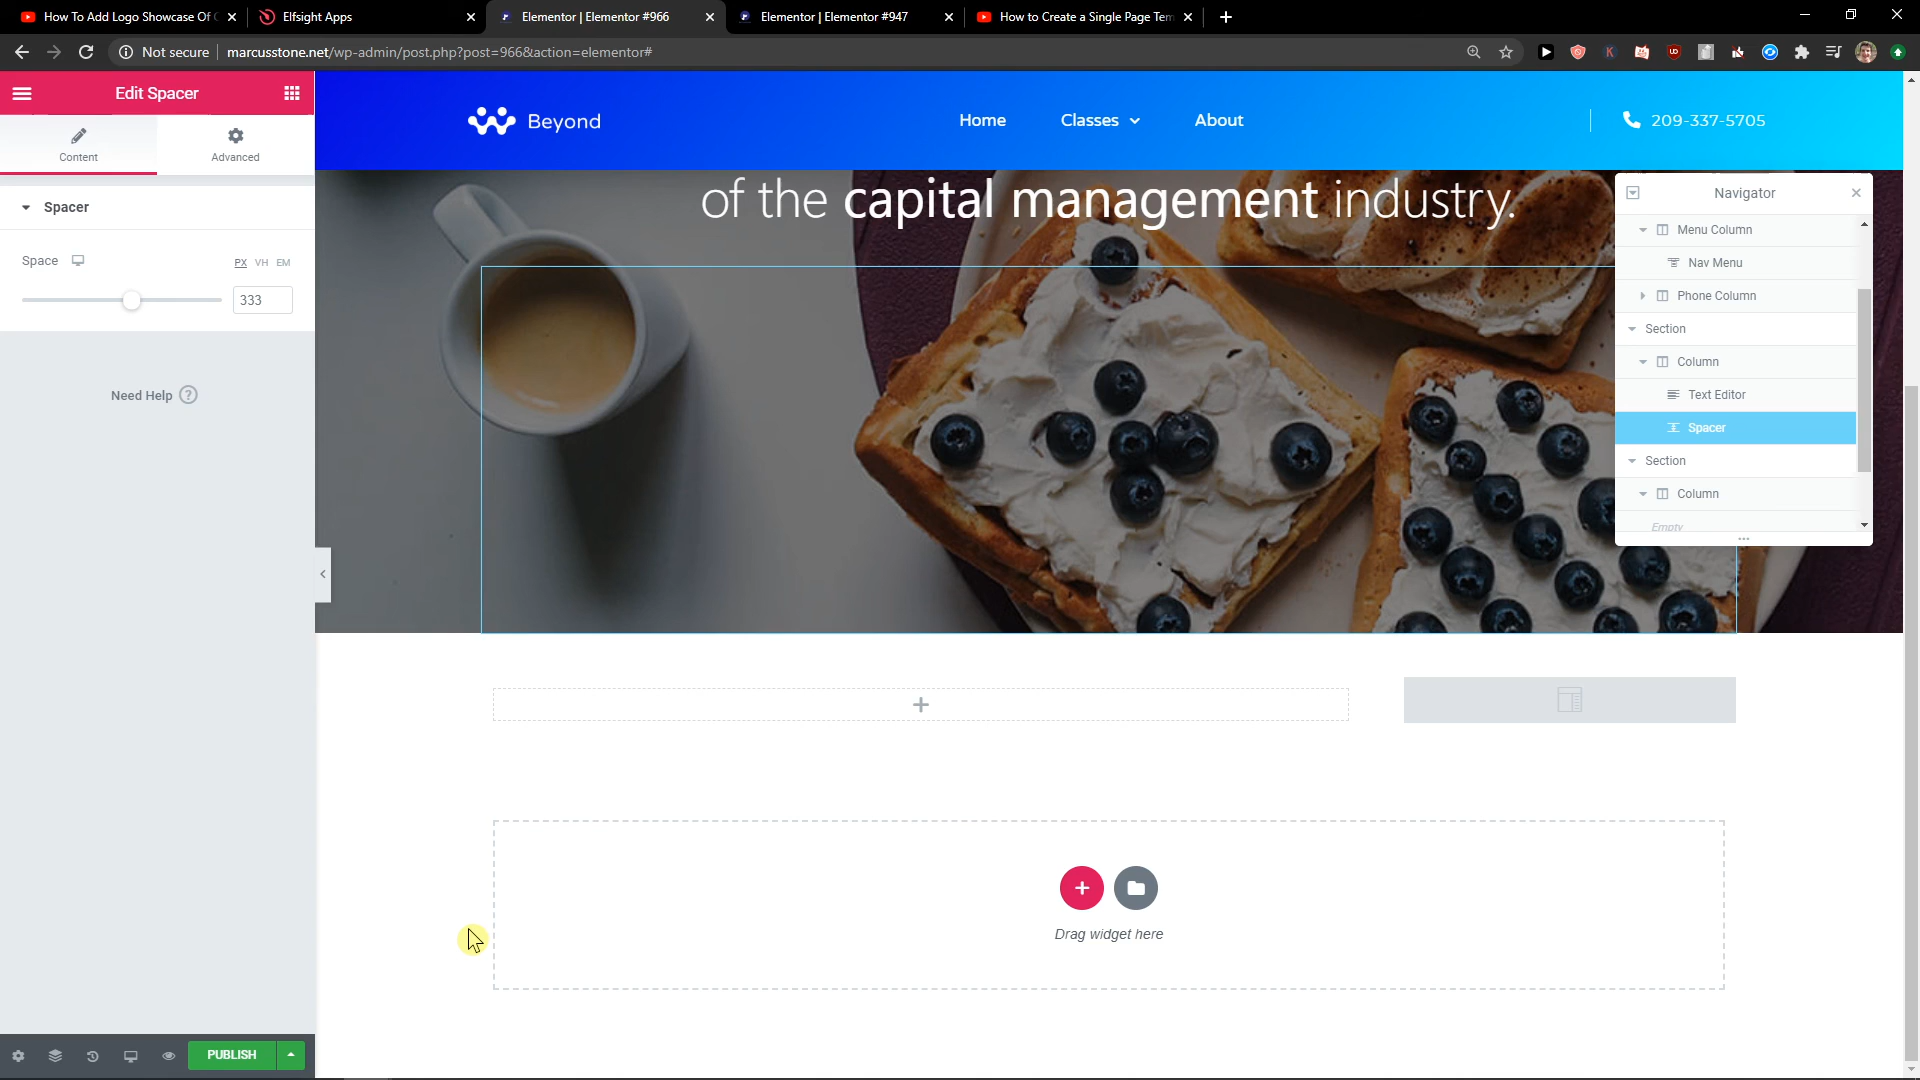 How To Add Logo Showcase Of C
Elfsight Apps
Elementor | Elementor #966
Elementor | Elementor #947
How to Create a Single Page Tem
Not secure
marcusstone.net/wp-admin/post.php?post=966&action=elementor#
Edit Spacer
Content
Advanced
Spacer
Space
PX VH EM
333
Need Help ?
PUBLISH
Beyond
Home
Classes
About
209-337-5705
of the capital management industry.
Drag widget here
Navigator
Menu Column
Nav Menu
Phone Column
Section
Column
Text Editor
Spacer
Section
Column
Empty